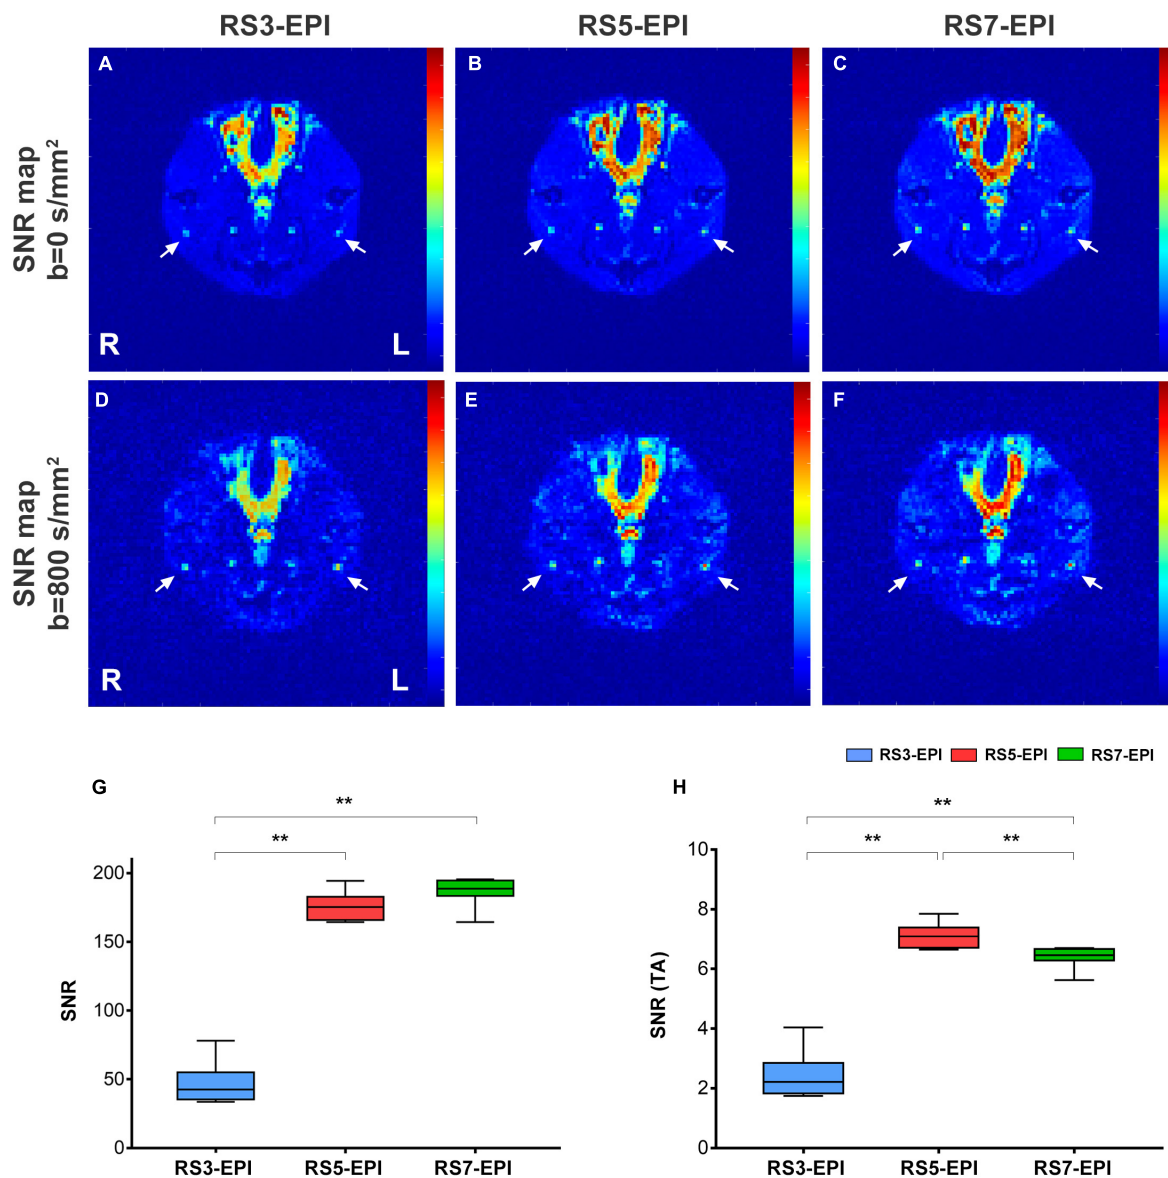 RS3-EPI RS5-EPI RS7-EPI
SNR map
b=0 s/mm²
A B C
R L
SNR map
b=800 s/mm²
D E F
R L
RS3-EPI RS5-EPI RS7-EPI
G
**
**
SNR
200
150
100
50
0
RS3-EPI RS5-EPI RS7-EPI
H
**
** **
SNR (TA)
10
8
6
4
2
0
RS3-EPI RS5-EPI RS7-EPI